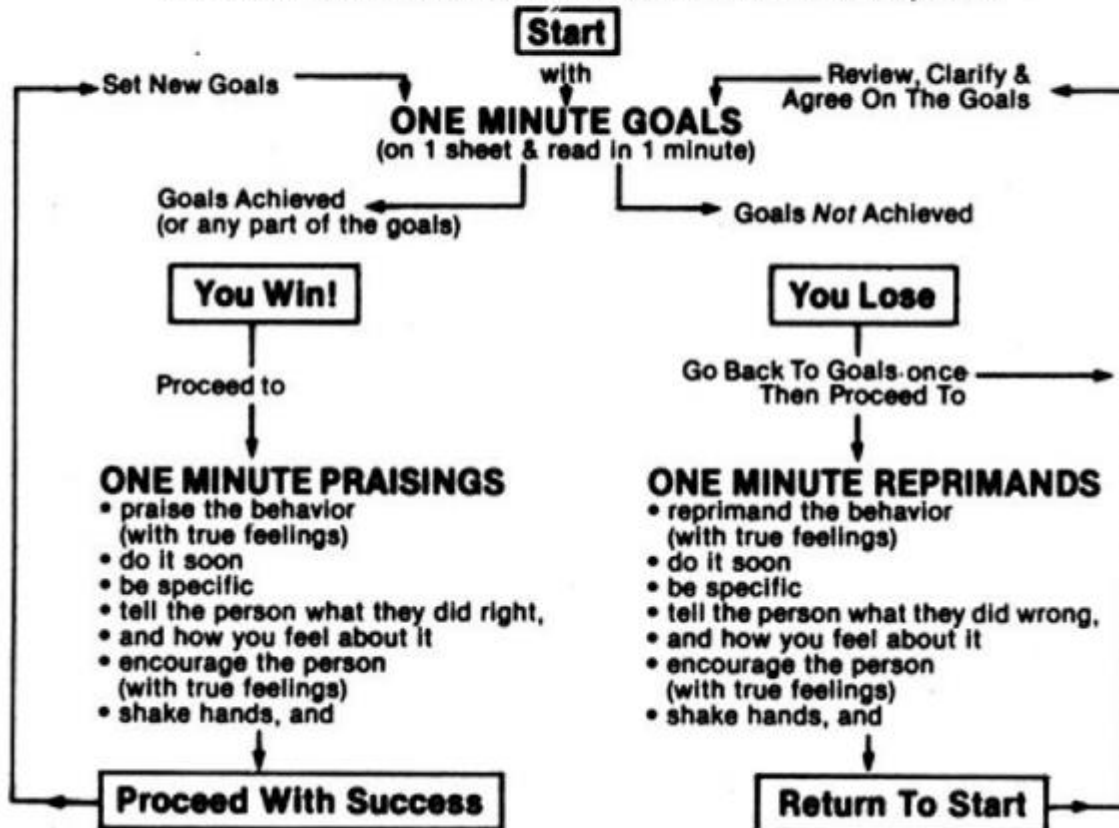 Start
with
Set New Goals
Review, Clarify &
Agree On The Goals
ONE MINUTE GOALS
(on 1 sheet & read in 1 minute)
Goals Achieved
(or any part of the goals)
Goals Not Achieved
You Win!
You Lose
Proceed to
Go Back To Goals once
Then Proceed To
ONE MINUTE PRAISINGS
• praise the behavior
(with true feelings)
• do it soon
• be specific
• tell the person what they did right,
• and how you feel about it
• encourage the person
(with true feelings)
• shake hands, and
Proceed With Success
ONE MINUTE REPRIMANDS
• reprimand the behavior
(with true feelings)
• do it soon
• be specific
• tell the person what they did wrong,
• and how you feel about it
• encourage the person
(with true feelings)
• shake hands, and
Return To Start